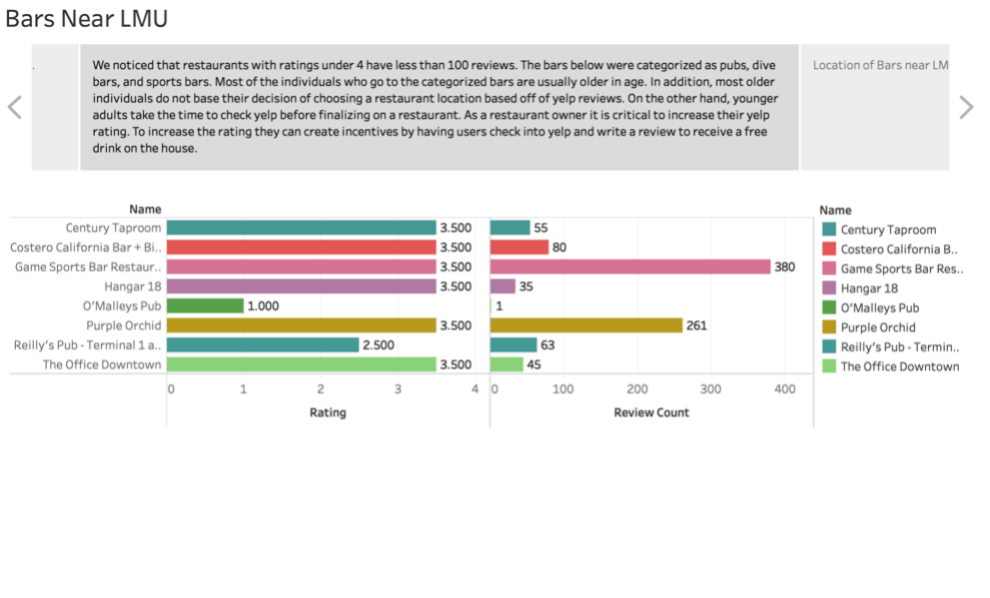 Bars Near LMU
.
We noticed that restaurants with ratings under 4 have less than 100 reviews. The bars below were categorized as pubs, dive
bars, and sports bars. Most of the individuals who go to the categorized bars are usually older in age. In addition, most older
individuals do not base their decision of choosing a restaurant location based off of yelp reviews. On the other hand, younger
adults take the time to check yelp before finalizing on a restaurant. As a restaurant owner it is critical to increase their yelp
rating. To increase the rating they can create incentives by having users check into yelp and write a review to receive a free
drink on the house.
Location of Bars near LM
Name
Century Taproom 3.500 55
Costero California Bar + Bi.. 3.500 80
Game Sports Bar Restaur.. 3.500 380
Hangar 18 3.500 35
O'Malleys Pub 1.000 1
Purple Orchid 3.500 261
Reilly's Pub - Terminal 1 a.. 2.500 63
The Office Downtown 3.500 45
0 1 2 3 4 0 100 200 300 400
Rating Review Count
Name
Century Taproom
Costero California B..
Game Sports Bar Res..
Hangar 18
O'Malleys Pub
Purple Orchid
Reilly's Pub - Termin..
The Office Downtown